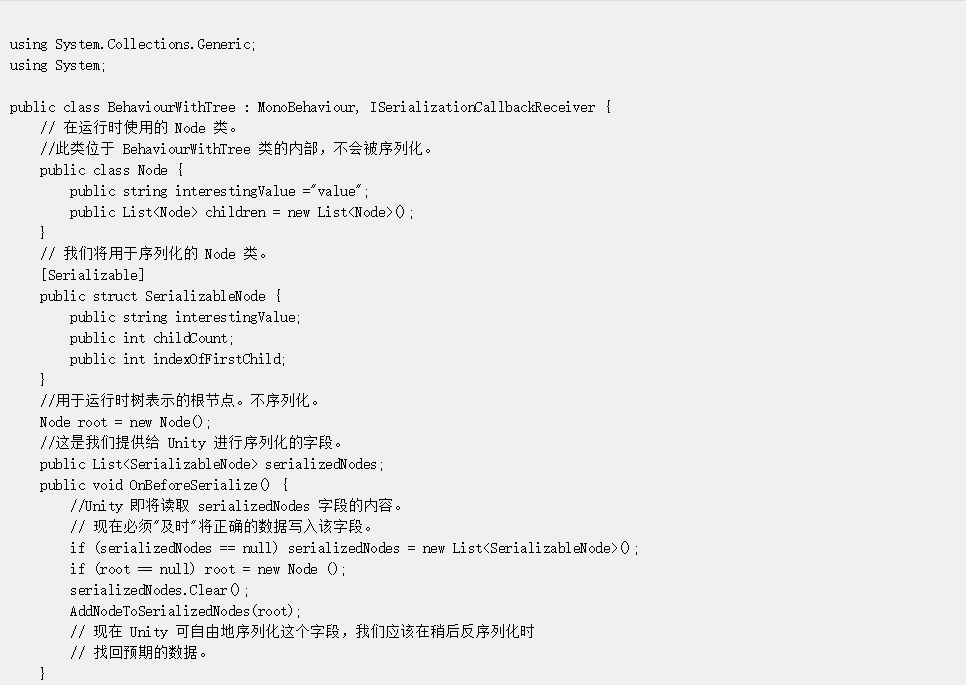 using System.Collections.Generic;
using System;
public class BehaviourWithTree : MonoBehaviour, ISerializationCallbackReceiver {
// 在运行时使用的 Node 类。
//此类位于 BehaviourWithTree 类的内部，不会被序列化。
public class Node {
public string interestingValue ="value";
public List<Node> children = new List<Node>();
}
// 我们将用于序列化的 Node 类。
[Serializable]
public struct SerializableNode {
public string interestingValue;
public int childCount;
public int indexOfFirstChild;
}
//用于运行时树表示的根节点。不序列化。
Node root = new Node();
//这是我们提供给 Unity 进行序列化的字段。
public List<SerializableNode> serializedNodes;
public void OnBeforeSerialize() {
//Unity 即将读取 serializedNodes 字段的内容。
// 现在必须"及时"将正确的数据写入该字段。
if (serializedNodes == null) serializedNodes = new List<SerializableNode>();
if (root == null) root = new Node ();
serializedNodes.Clear();
AddNodeToSerializedNodes(root);
// 现在 Unity 可自由地序列化这个字段，我们应该在稍后反序列化时
// 找回预期的数据。
}